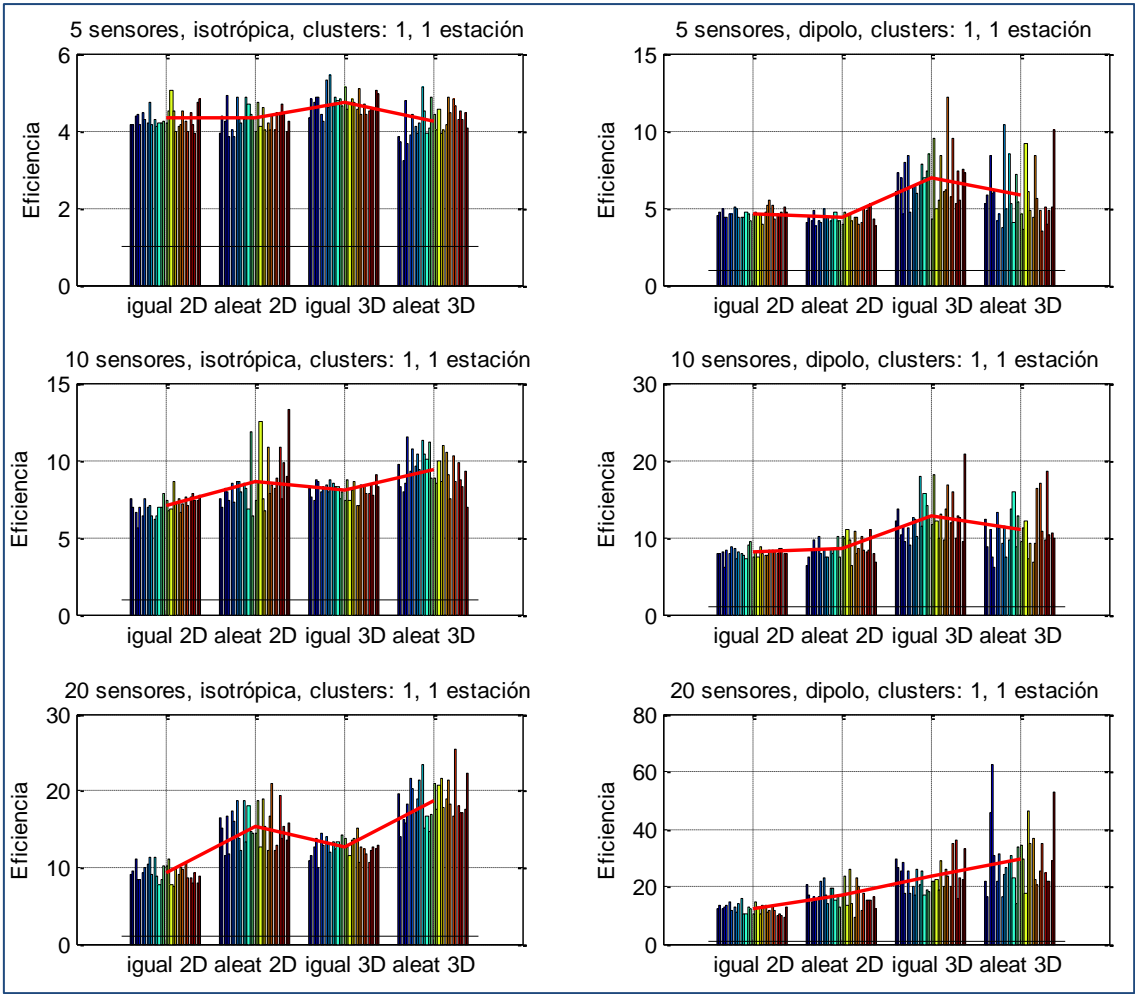 5 sensores, isotrópica, clusters: 1, 1 estación
6
4
2
0
Eficiencia
igual 2D aleat 2D igual 3D aleat 3D
5 sensores, dipolo, clusters: 1, 1 estación
15
10
5
0
Eficiencia
igual 2D aleat 2D igual 3D aleat 3D
10 sensores, isotrópica, clusters: 1, 1 estación
15
10
5
0
Eficiencia
igual 2D aleat 2D igual 3D aleat 3D
10 sensores, dipolo, clusters: 1, 1 estación
30
20
10
0
Eficiencia
igual 2D aleat 2D igual 3D aleat 3D
20 sensores, isotrópica, clusters: 1, 1 estación
30
20
10
0
Eficiencia
igual 2D aleat 2D igual 3D aleat 3D
20 sensores, dipolo, clusters: 1, 1 estación
80
60
40
20
0
Eficiencia
igual 2D aleat 2D igual 3D aleat 3D